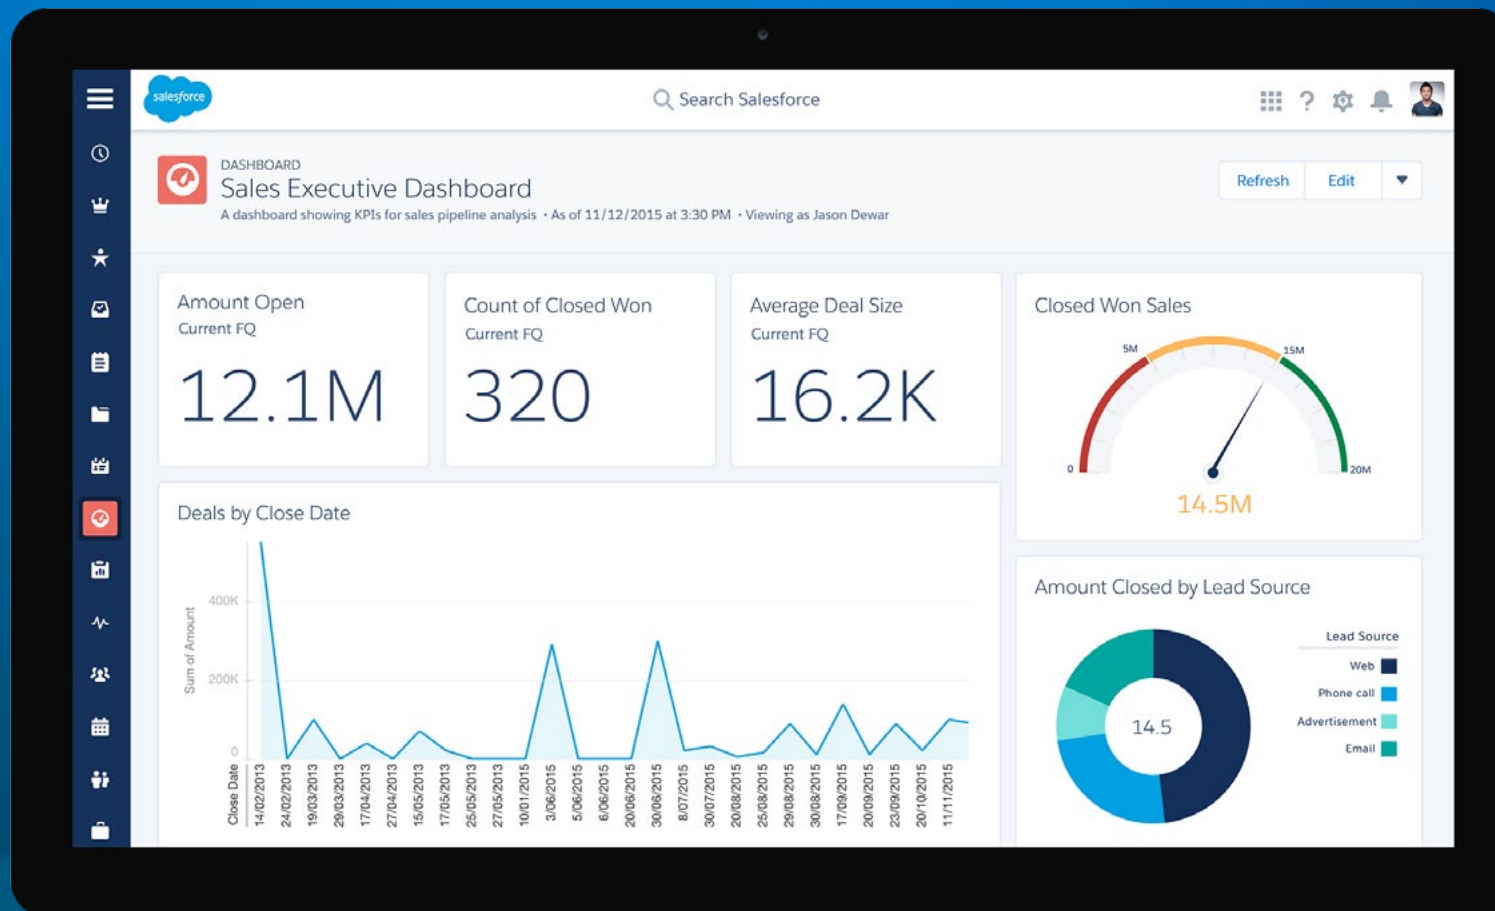 salesforce
Search Salesforce
DASHBOARD
Sales Executive Dashboard
A dashboard showing KPIs for sales pipeline analysis · As of 11/12/2015 at 3:30 PM · Viewing as Jason Dewar
Refresh
Edit
Amount Open
Current FQ
12.1M
Count of Closed Won
Current FQ
320
Average Deal Size
Current FQ
16.2K
Closed Won Sales
5M
15M
0
20M
14.5M
Deals by Close Date
Sum of Amount
400K
200K
0
Close Date
14/02/2013
24/02/2013
19/03/2013
29/03/2013
17/04/2013
27/04/2013
15/05/2013
17/05/2013
25/05/2013
27/05/2013
10/01/2015
3/06/2015
5/06/2015
6/06/2015
20/06/2015
30/06/2015
8/07/2015
30/07/2015
20/08/2015
25/08/2015
29/08/2015
30/08/2015
17/09/2015
20/09/2015
23/09/2015
20/10/2015
11/11/2015
Amount Closed by Lead Source
14.5
Lead Source
Web
Phone call
Advertisement
Email